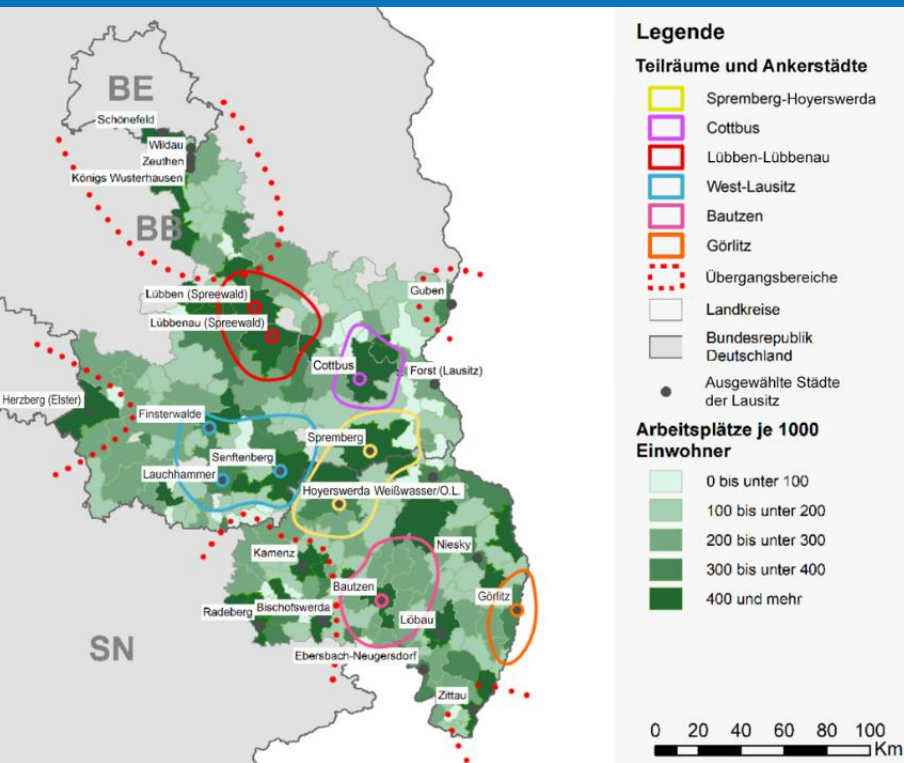 BE
Schönefeld
Wildau
Zeuthen
Königs Wusterhausen
BB
Lübben (Spreewald)
Lübbenau (Spreewald)
Guben
Cottbus
Forst (Lausitz)
Herzberg (Elster)
Finsterwalde
Spremberg
Senftenberg
Lauchhammer
Hoyerswerda Weißwasser/O.L.
Niesky
Kamenz
Bautzen
Görlitz
Radeberg
Bischofswerda
Löbau
SN
Ebersbach-Neugersdorf
Zittau
Legende
Teilräume und Ankerstädte
Spremberg-Hoyerswerda
Cottbus
Lübben-Lübbenau
West-Lausitz
Bautzen
Görlitz
Übergangsbereiche
Landkreise
Bundesrepublik
Deutschland
Ausgewählte Städte
der Lausitz
Arbeitsplätze je 1000
Einwohner
0 bis unter 100
100 bis unter 200
200 bis unter 300
300 bis unter 400
400 und mehr
0 20 40 60 80 100
Km